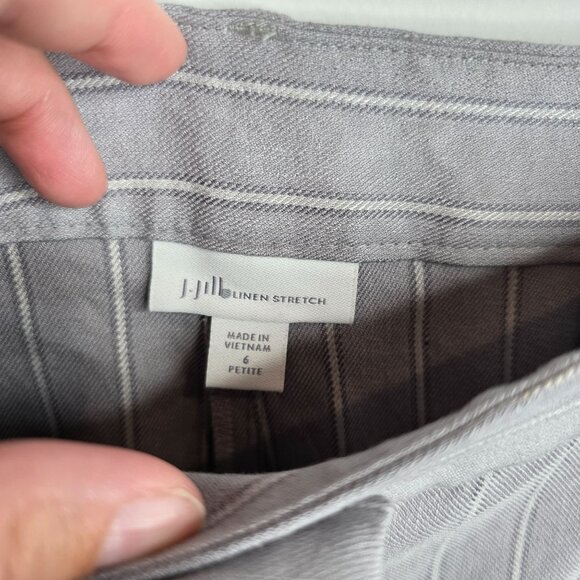 J.Jill LINEN STRETCH
MADE IN
VIETNAM
6
PETITE